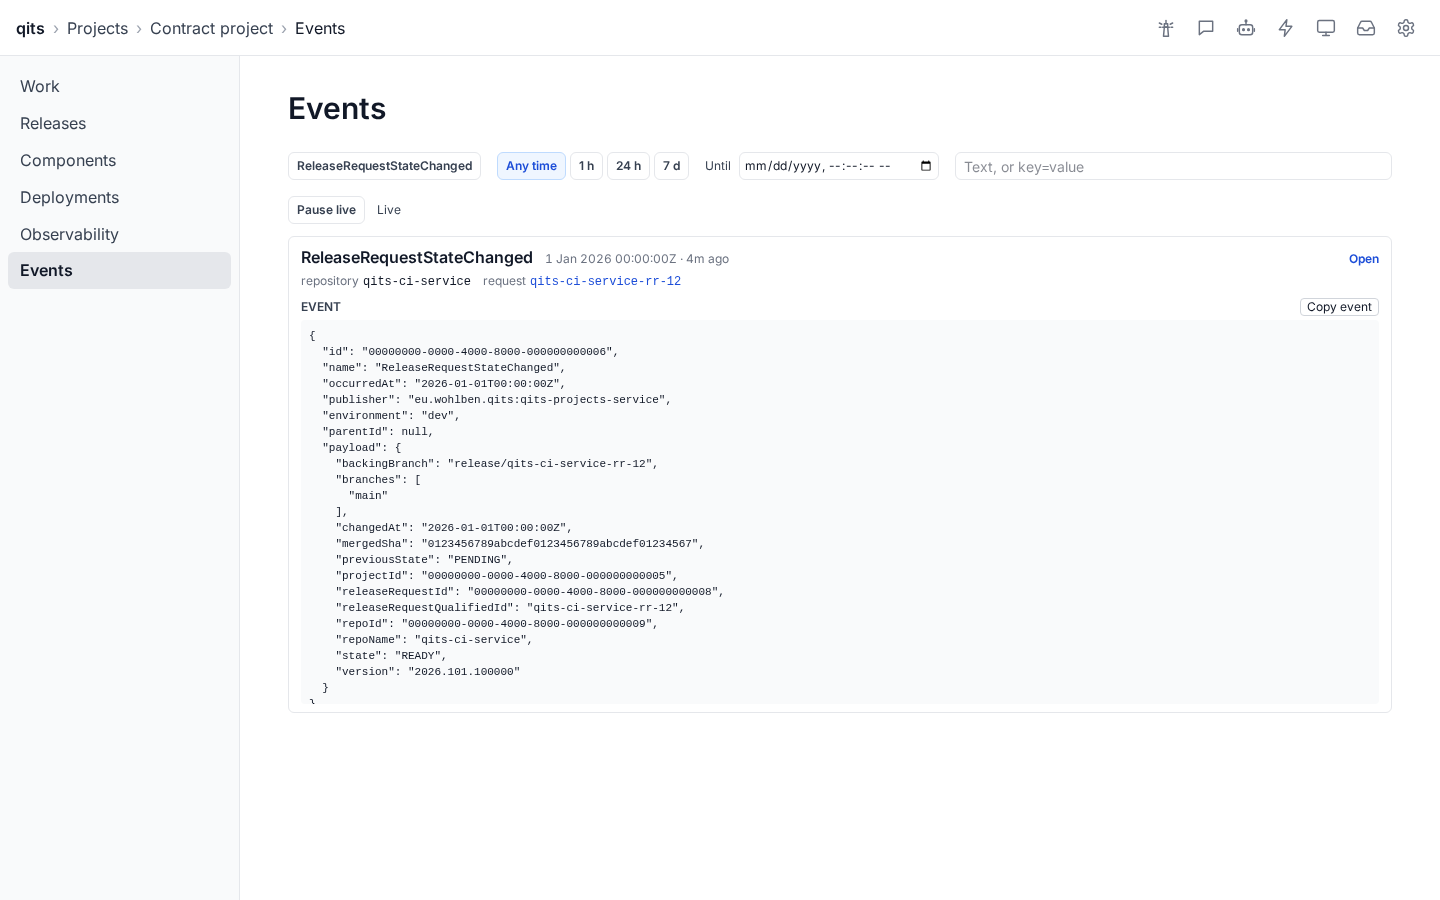 qits › Projects › Contract project › Events
Work
Releases
Components
Deployments
Observability
Events
Events
ReleaseRequestStateChanged Any time 1 h 24 h 7 d Until mm/dd/yyyy, --:--:-- -- Text, or key=value
Pause live Live
ReleaseRequestStateChanged 1 Jan 2026 00:00:00Z · 4m ago Open
repository qits-ci-service request qits-ci-service-rr-12
EVENT Copy event
{
  "id": "00000000-0000-4000-8000-000000000006",
  "name": "ReleaseRequestStateChanged",
  "occurredAt": "2026-01-01T00:00:00Z",
  "publisher": "eu.wohlben.qits:qits-projects-service",
  "environment": "dev",
  "parentId": null,
  "payload": {
    "backingBranch": "release/qits-ci-service-rr-12",
    "branches": [
      "main"
    ],
    "changedAt": "2026-01-01T00:00:00Z",
    "mergedSha": "0123456789abcdef0123456789abcdef01234567",
    "previousState": "PENDING",
    "projectId": "00000000-0000-4000-8000-000000000005",
    "releaseRequestId": "00000000-0000-4000-8000-000000000008",
    "releaseRequestQualifiedId": "qits-ci-service-rr-12",
    "repoId": "00000000-0000-4000-8000-000000000009",
    "repoName": "qits-ci-service",
    "state": "READY",
    "version": "2026.101.100000"
  }
}